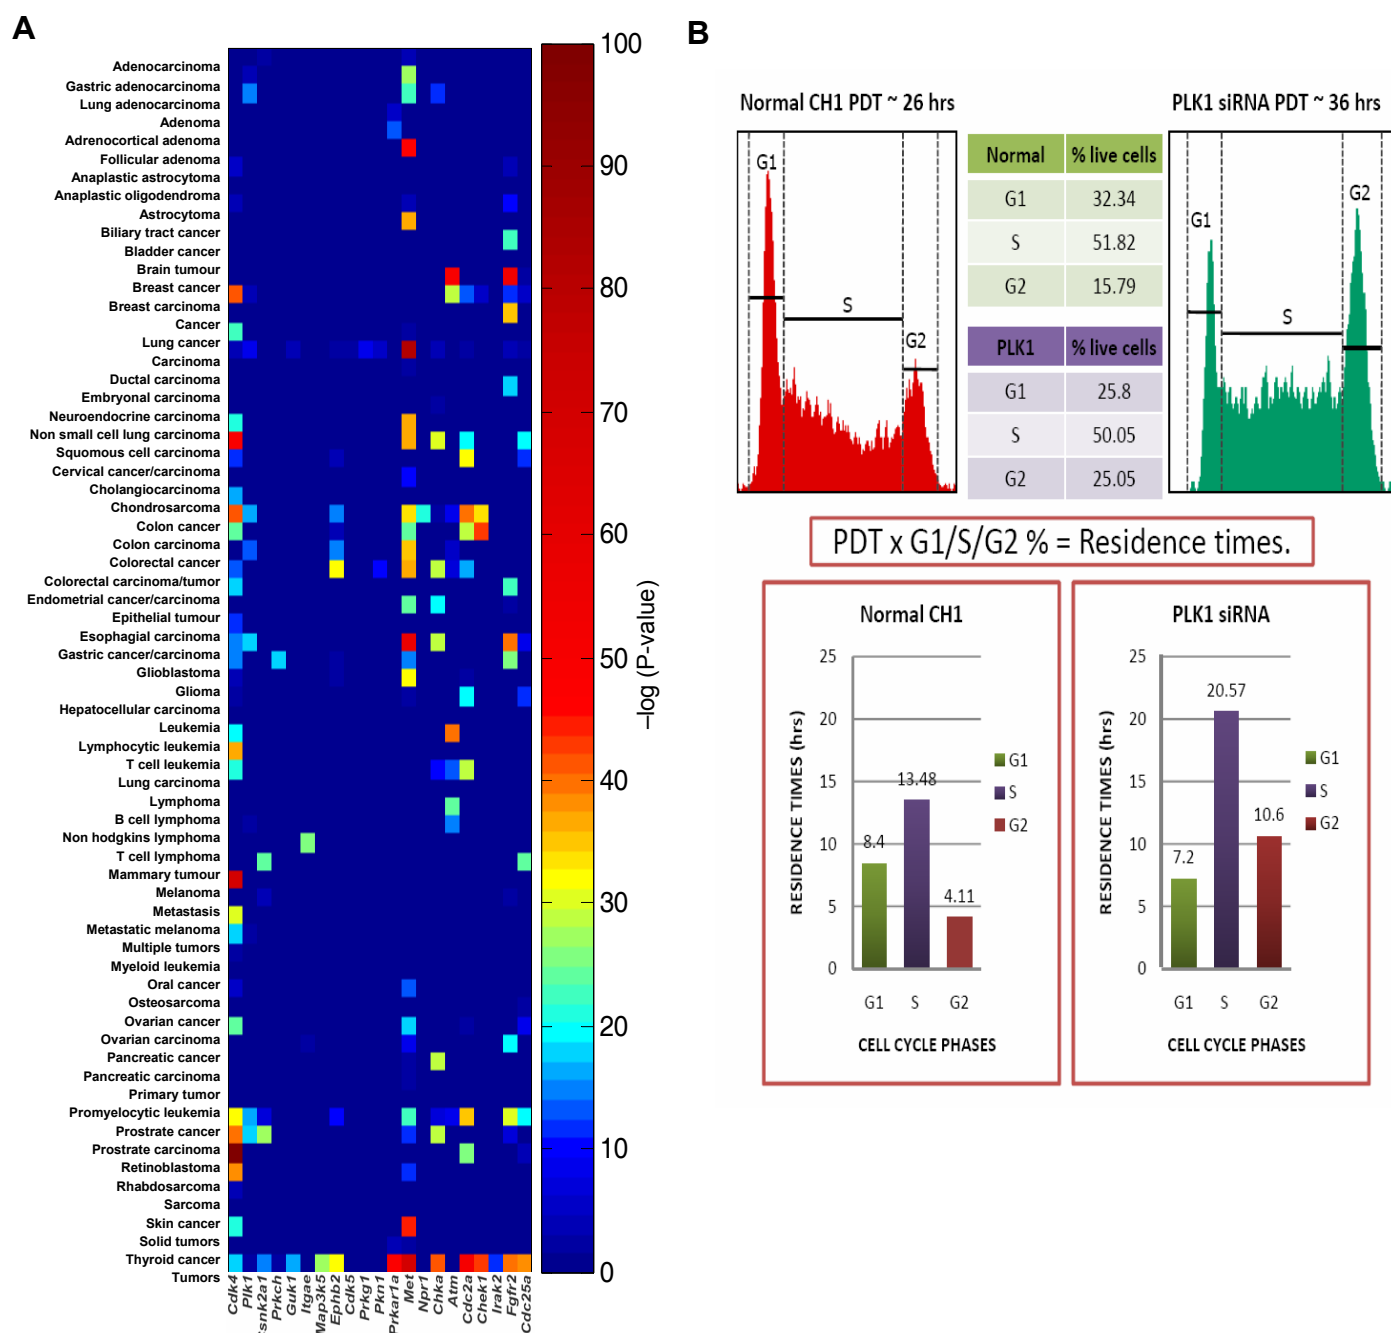 A
Adenocarcinoma
Gastric adenocarcinoma
Lung adenocarcinoma
Adenoma
Adrenocortical adenoma
Follicular adenoma
Anaplastic astrocytoma
Anaplastic oligodendroma
Astrocytoma
Biliary tract cancer
Bladder cancer
Brain tumour
Breast cancer
Breast carcinoma
Cancer
Lung cancer
Carcinoma
Ductal carcinoma
Embryonal carcinoma
Neuroendocrine carcinoma
Non small cell lung carcinoma
Squomous cell carcinoma
Cervical cancer/carcinoma
Cholangiocarcinoma
Chondrosarcoma
Colon cancer
Colon carcinoma
Colorectal cancer
Colorectal carcinoma/tumor
Endometrial cancer/carcinoma
Epithelial tumour
Esophagial carcinoma
Gastric cancer/carcinoma
Glioblastoma
Glioma
Hepatocellular carcinoma
Leukemia
Lymphocytic leukemia
T cell leukemia
Lung carcinoma
Lymphoma
B cell lymphoma
Non hodgkins lymphoma
T cell lymphoma
Mammary tumour
Melanoma
Metastasis
Metastatic melanoma
Multiple tumors
Myeloid leukemia
Oral cancer
Osteosarcoma
Ovarian cancer
Ovarian carcinoma
Pancreatic cancer
Pancreatic carcinoma
Primary tumor
Promyelocytic leukemia
Prostrate cancer
Prostrate carcinoma
Retinoblastoma
Rhabdosarcoma
Sarcoma
Skin cancer
Solid tumors
Thyroid cancer
Tumors
Cdk4
Plk1
Csnk2a1
Prkch
Guk1
Itgae
Map3k5
Ephb2
Cdk5
Prkg1
Pkn1
Prkar1a
Met
Npr1
Chka
Atm
Cdc2a
Chek1
Irak2
Fgfr2
Cdc25a
100
90
80
70
60
50
40
30
20
10
0
–log (P-value)
B
Normal CH1 PDT ~ 26 hrs
G1
S
G2
Normal % live cells
G1 32.34
S 51.82
G2 15.79
PLK1 % live cells
G1 25.8
S 50.05
G2 25.05
PLK1 siRNA PDT ~ 36 hrs
G1
S
G2
PDT x G1/S/G2 % = Residence times.
Normal CH1
RESIDENCE TIMES (hrs)
25
20
15
10
5
0
8.4
13.48
4.11
G1
S
G2
G1 S G2
CELL CYCLE PHASES
PLK1 siRNA
RESIDENCE TIMES (hrs)
25
20
15
10
5
0
7.2
20.57
10.6
G1
S
G2
G1 S G2
CELL CYCLE PHASES